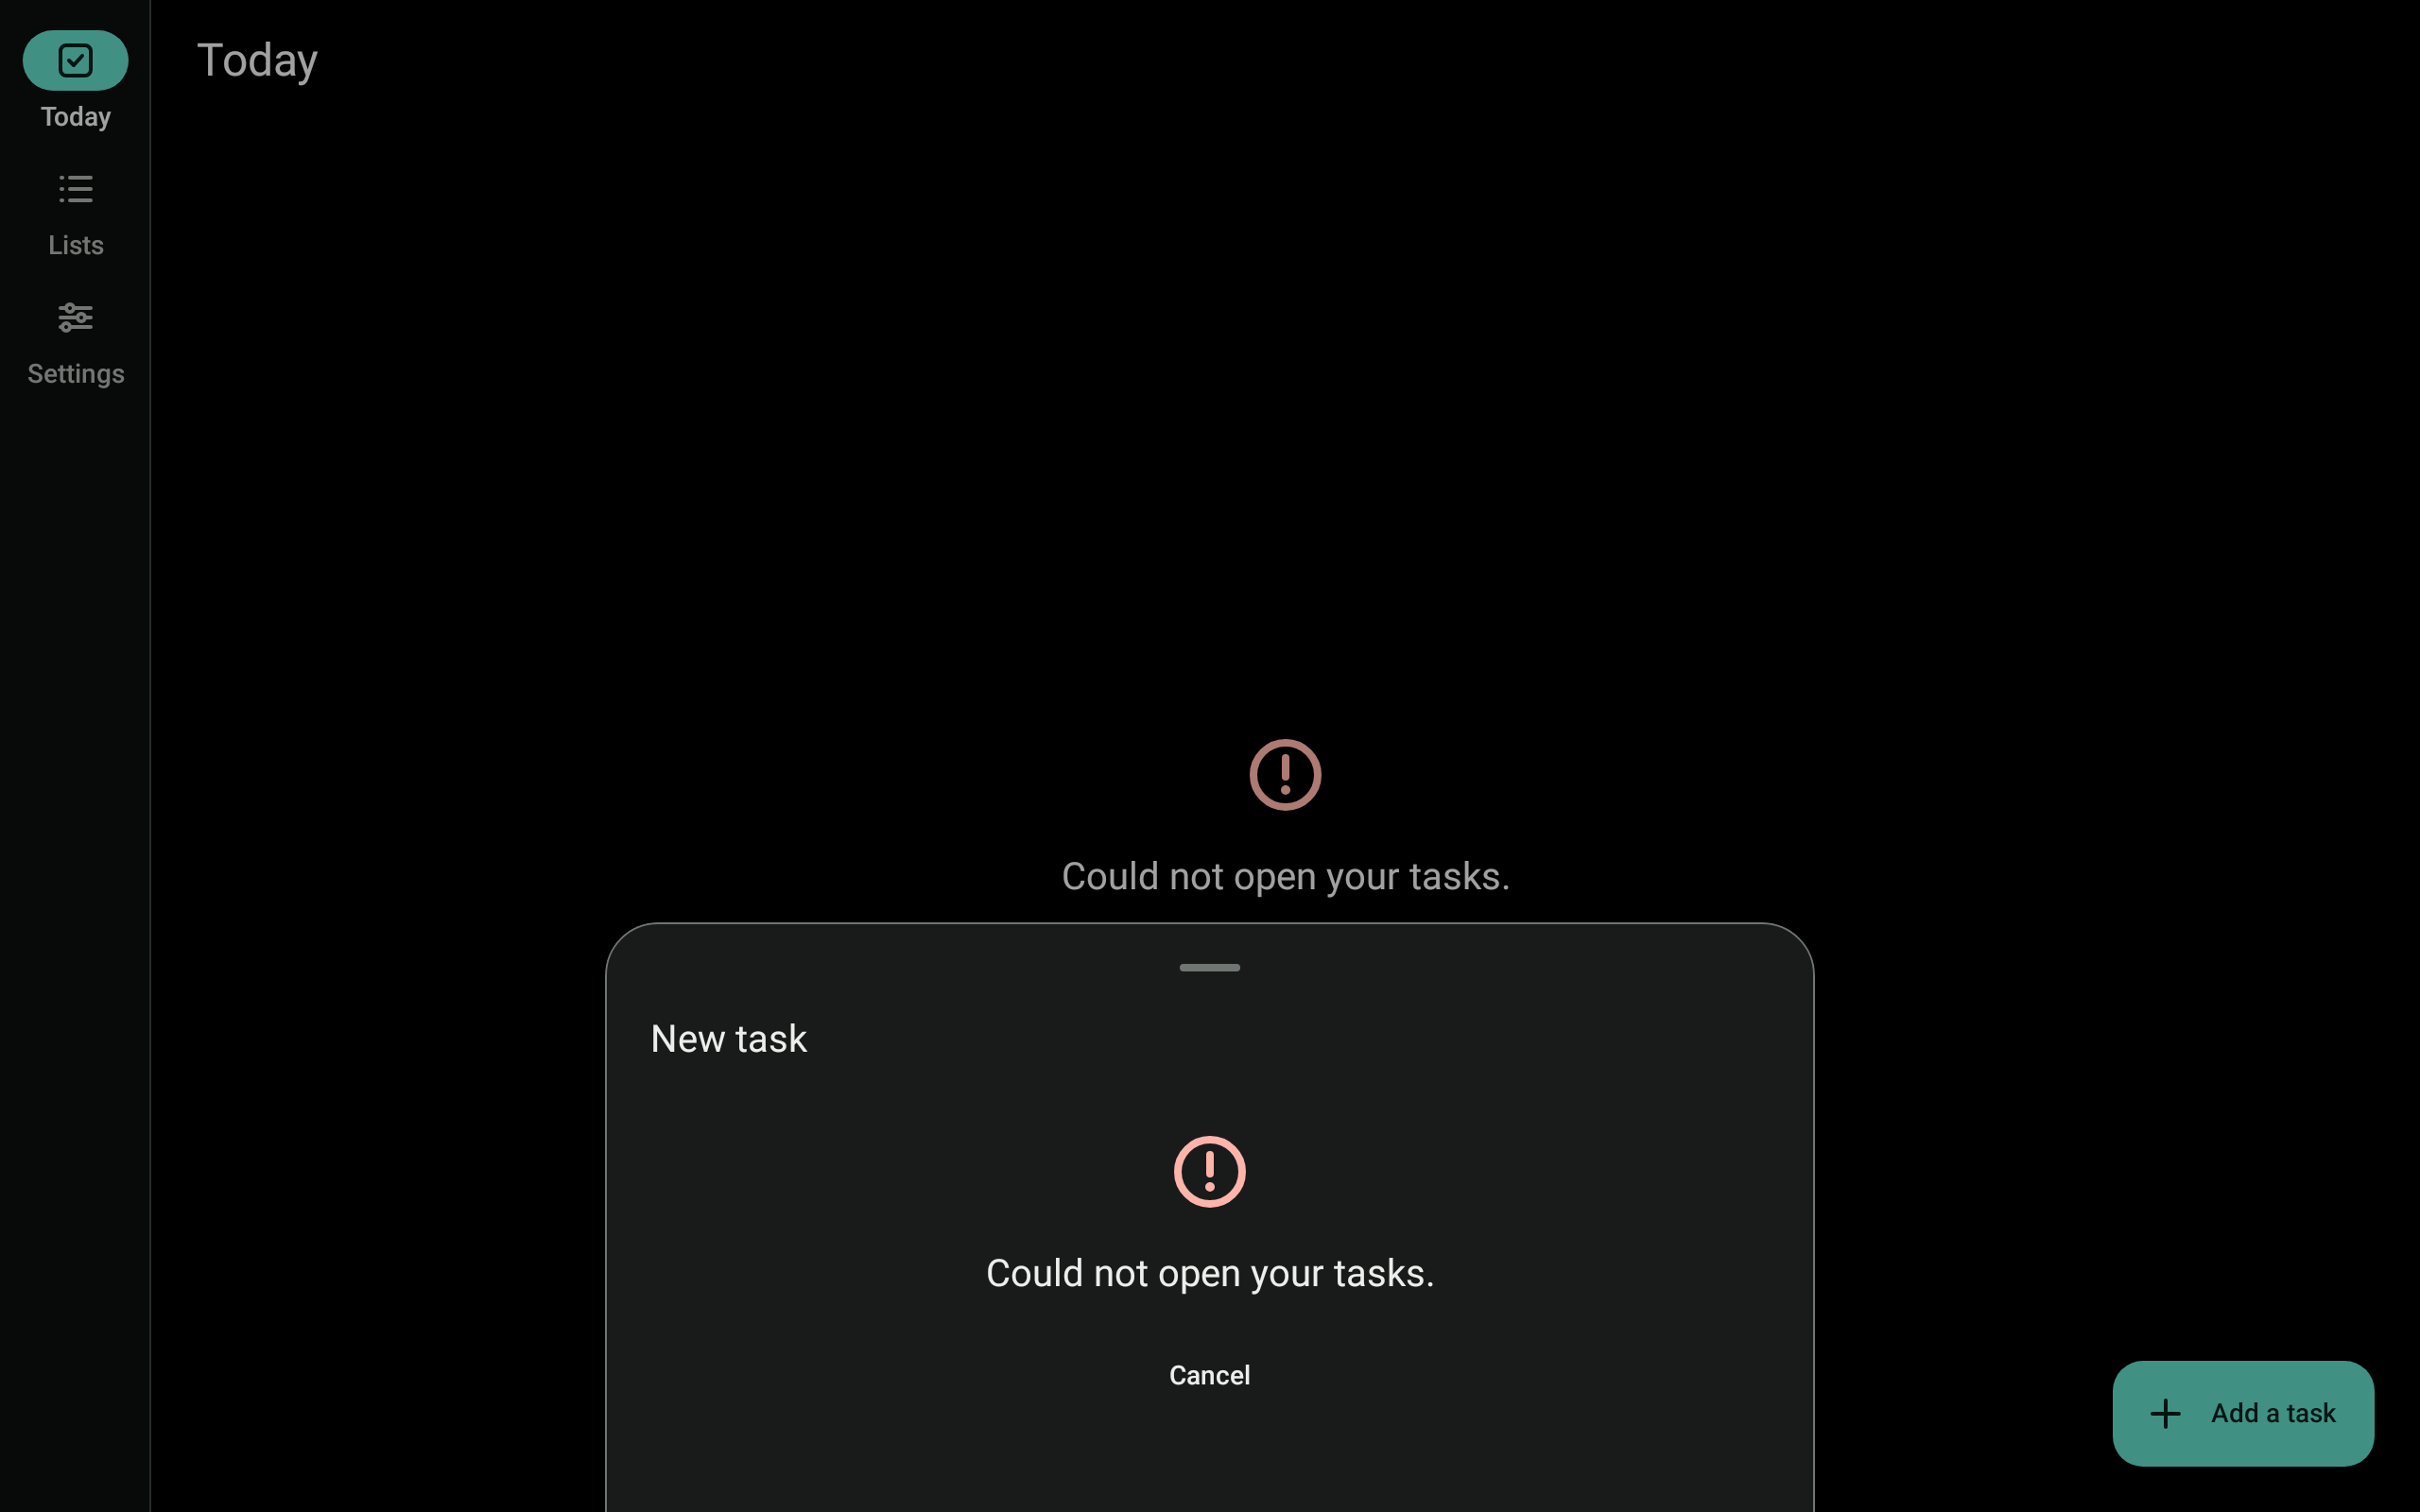 Today
Today
Lists
Settings
Could not open your tasks.
New task
Could not open your tasks.
Cancel
Add a task